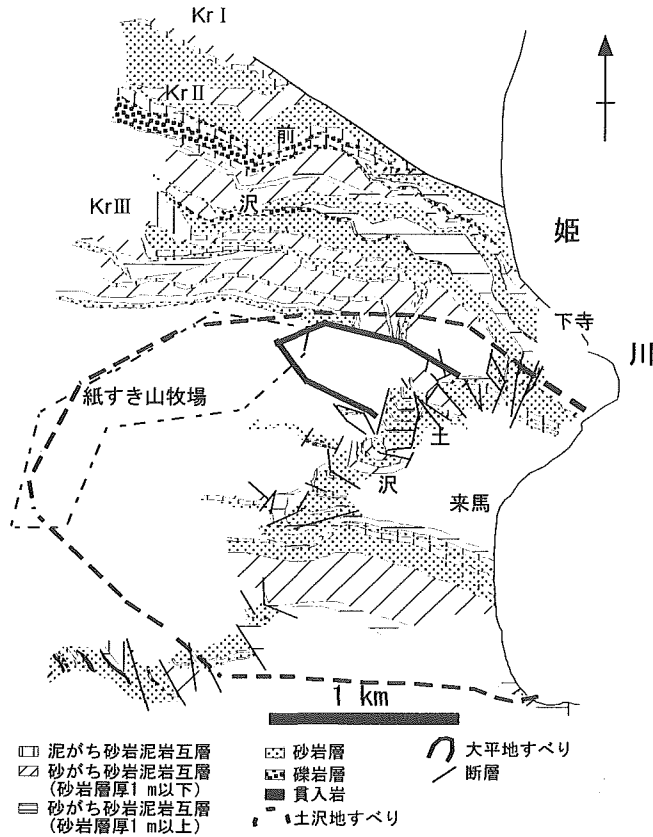 Kr I
Kr II
前
沢
Kr III
姫
下寺
川
紙すき山牧場
土
沢
来馬
1 km
泥がち砂岩泥岩互層
砂がち砂岩泥岩互層
(砂岩層厚1 m以下)
砂がち砂岩泥岩互層
(砂岩層厚1 m以上)
砂岩層
礫岩層
貫入岩
土沢地すべり
大平地すべり
断層